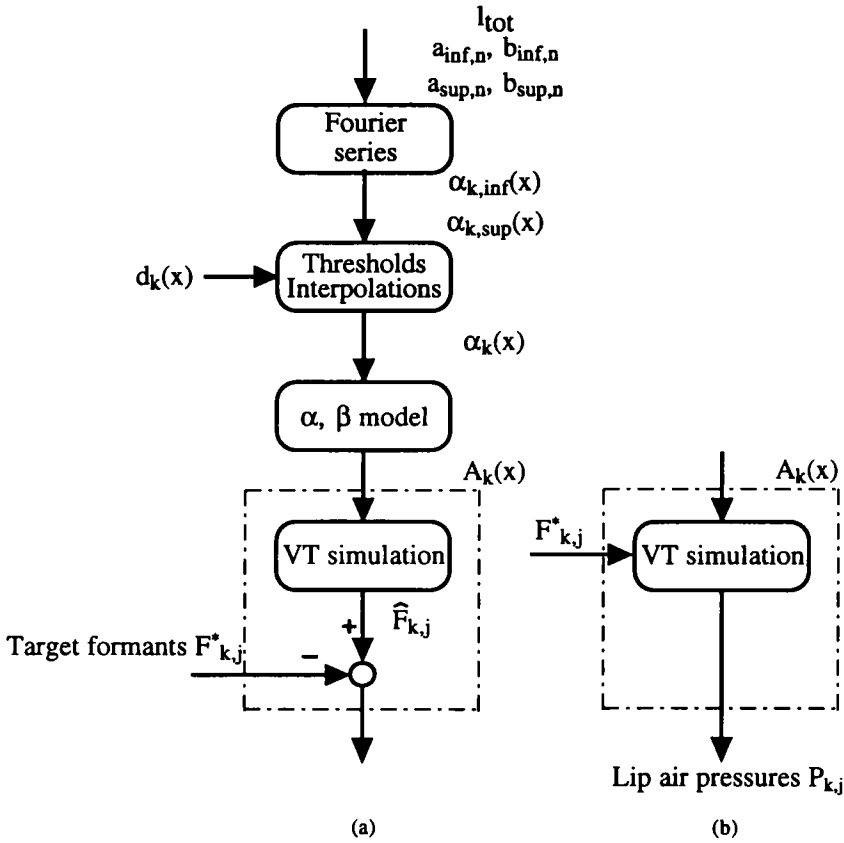 l_tot
a_inf,n, b_inf,n
a_sup,n, b_sup,n
Fourier
series
α_k,inf(x)
α_k,sup(x)
d_k(x)
Thresholds
Interpolations
α_k(x)
α, β model
A_k(x)
VT simulation
+
F̂_k,j
Target formants F*_k,j
−
(a)
A_k(x)
F*_k,j
VT simulation
Lip air pressures P_k,j
(b)